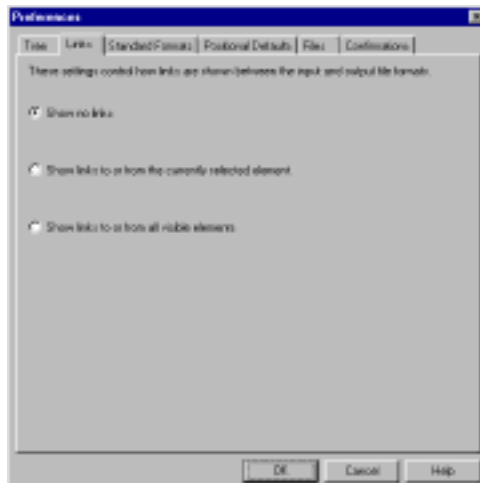 Preferences
Tree Links Standard Formats Positional Defaults Files Confirmations
These settings control how links are shown between the input and output file formats.
Show no links
Show links to or from the currently selected element.
Show links to or from all visible elements
OK Cancel Help